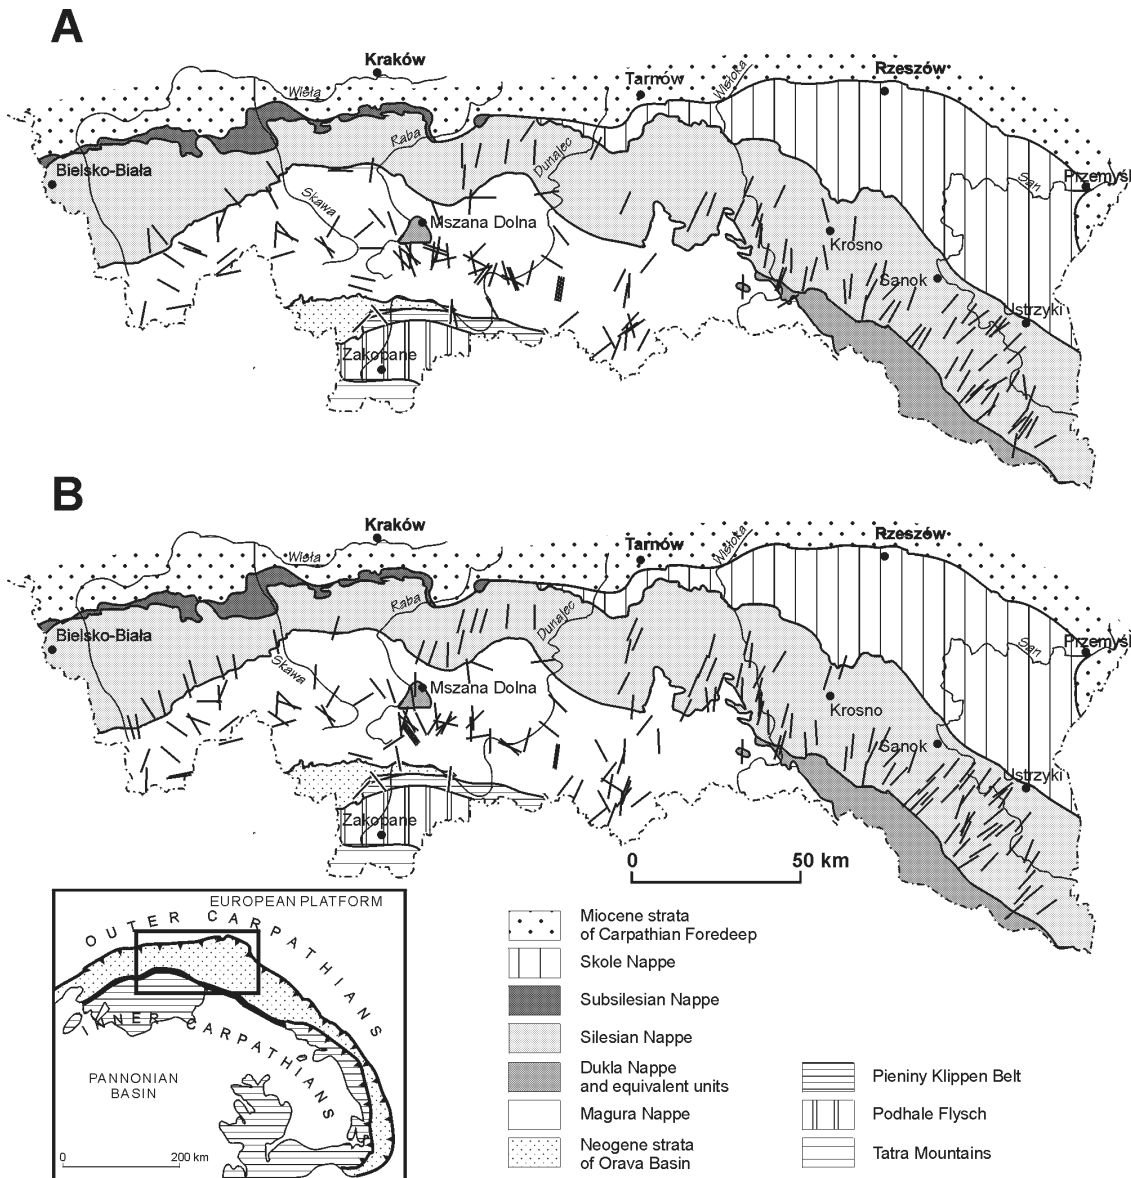 A
Kraków
Wisła
Tarnów
Wisłoka
Rzeszów
Raba
Dunajec
Bielsko-Biała
San
Przemyśl
Skawa
Mszana Dolna
Krosno
Sanok
Ustrzyki
Zakopane
B
Kraków
Wisła
Tarnów
Wisłoka
Rzeszów
Raba
Dunajec
Bielsko-Biała
San
Przemyśl
Skawa
Mszana Dolna
Krosno
Sanok
Ustrzyki
Zakopane
0 50 km
EUROPEAN PLATFORM
OUTER CARPATHIANS
INNER CARPATHIANS
PANNONIAN
BASIN
0 200 km
Miocene strata
of Carpathian Foredeep
Skole Nappe
Subsilesian Nappe
Silesian Nappe
Dukla Nappe
and equivalent units
Magura Nappe
Neogene strata
of Orava Basin
Pieniny Klippen Belt
Podhale Flysch
Tatra Mountains